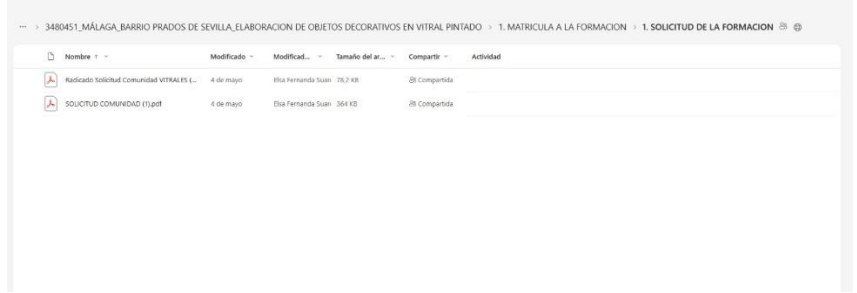 ... > 3480451_MÁLAGA_BARRIO PRADOS DE SEVILLA_ELABORACION DE OBJETOS DECORATIVOS EN VITRAL PINTADO > 1. MATRICULA A LA FORMACION > 1. SOLICITUD DE LA FORMACION
Nombre Modificado Modificad... Tamaño del ar... Compartir Actividad
Radicado Solicitud Comunidad VITRALES (... 4 de mayo Elsa Fernanda Suan 78,2 KB Compartida
SOLICITUD COMUNIDAD (1).pdf 4 de mayo Elsa Fernanda Suan 364 KB Compartida